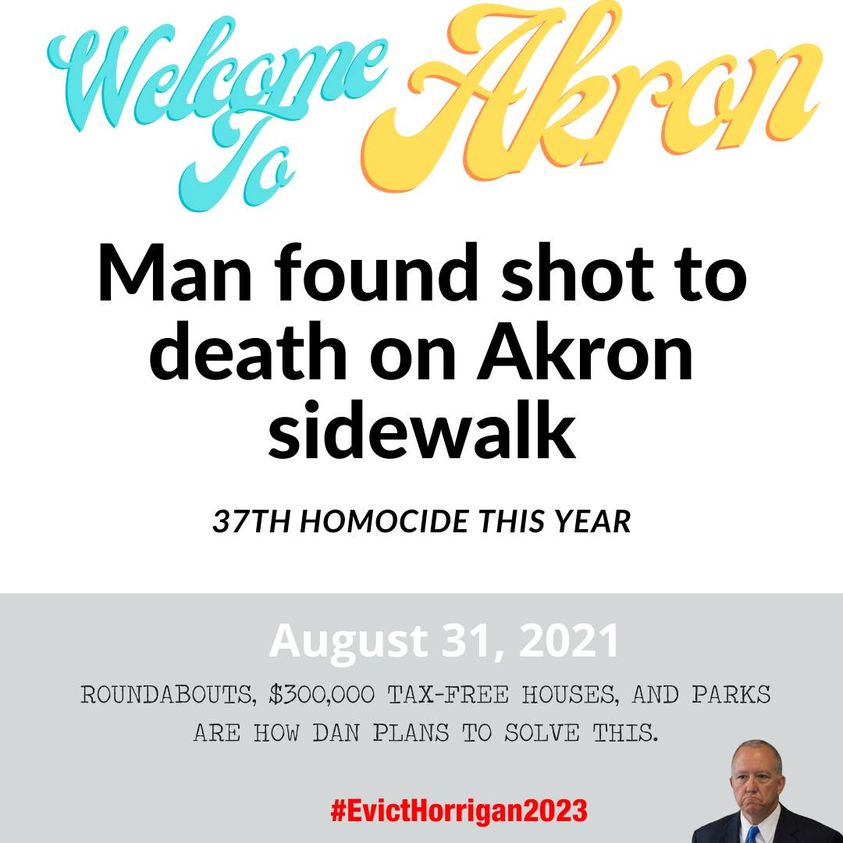 Welcome
To
Akron
Man found shot to
death on Akron
sidewalk
37TH HOMOCIDE THIS YEAR
August 31, 2021
ROUNDABOUTS, $300,000 TAX-FREE HOUSES, AND PARKS
ARE HOW DAN PLANS TO SOLVE THIS.
#EvictHorrigan2023